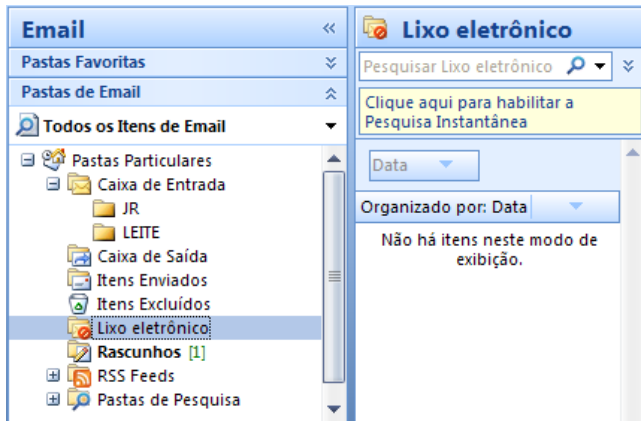 Email
Pastas Favoritas
Pastas de Email
Todos os Itens de Email
Pastas Particulares
Caixa de Entrada
JR
LEITE
Caixa de Saída
Itens Enviados
Itens Excluídos
Lixo eletrônico
Rascunhos [1]
RSS Feeds
Pastas de Pesquisa
Lixo eletrônico
Pesquisar Lixo eletrônico
Clique aqui para habilitar a
Pesquisa Instantânea
Data
Organizado por: Data
Não há itens neste modo de
exibição.